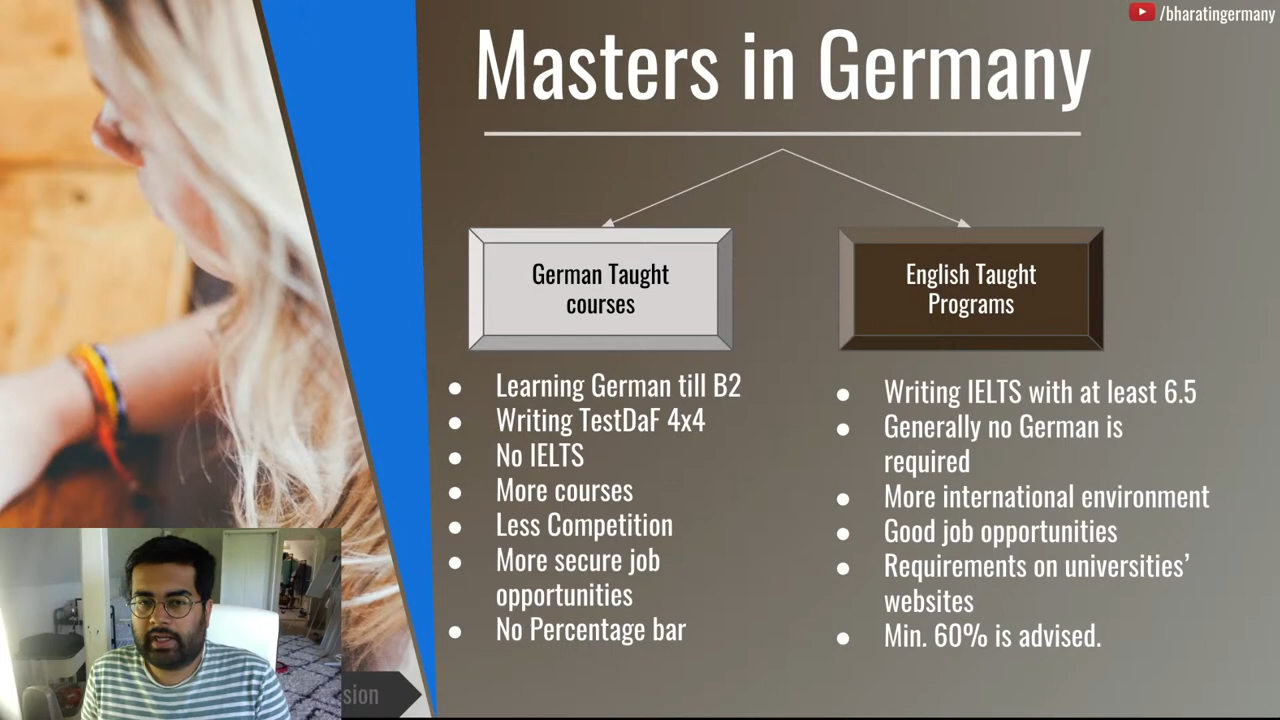 /bharatingermany
Masters in Germany
German Taught
courses
Learning German till B2
Writing TestDaF 4x4
No IELTS
More courses
Less Competition
More secure job
opportunities
No Percentage bar
English Taught
Programs
Writing IELTS with at least 6.5
Generally no German is
required
More international environment
Good job opportunities
Requirements on universities’
websites
Min. 60% is advised.
sion